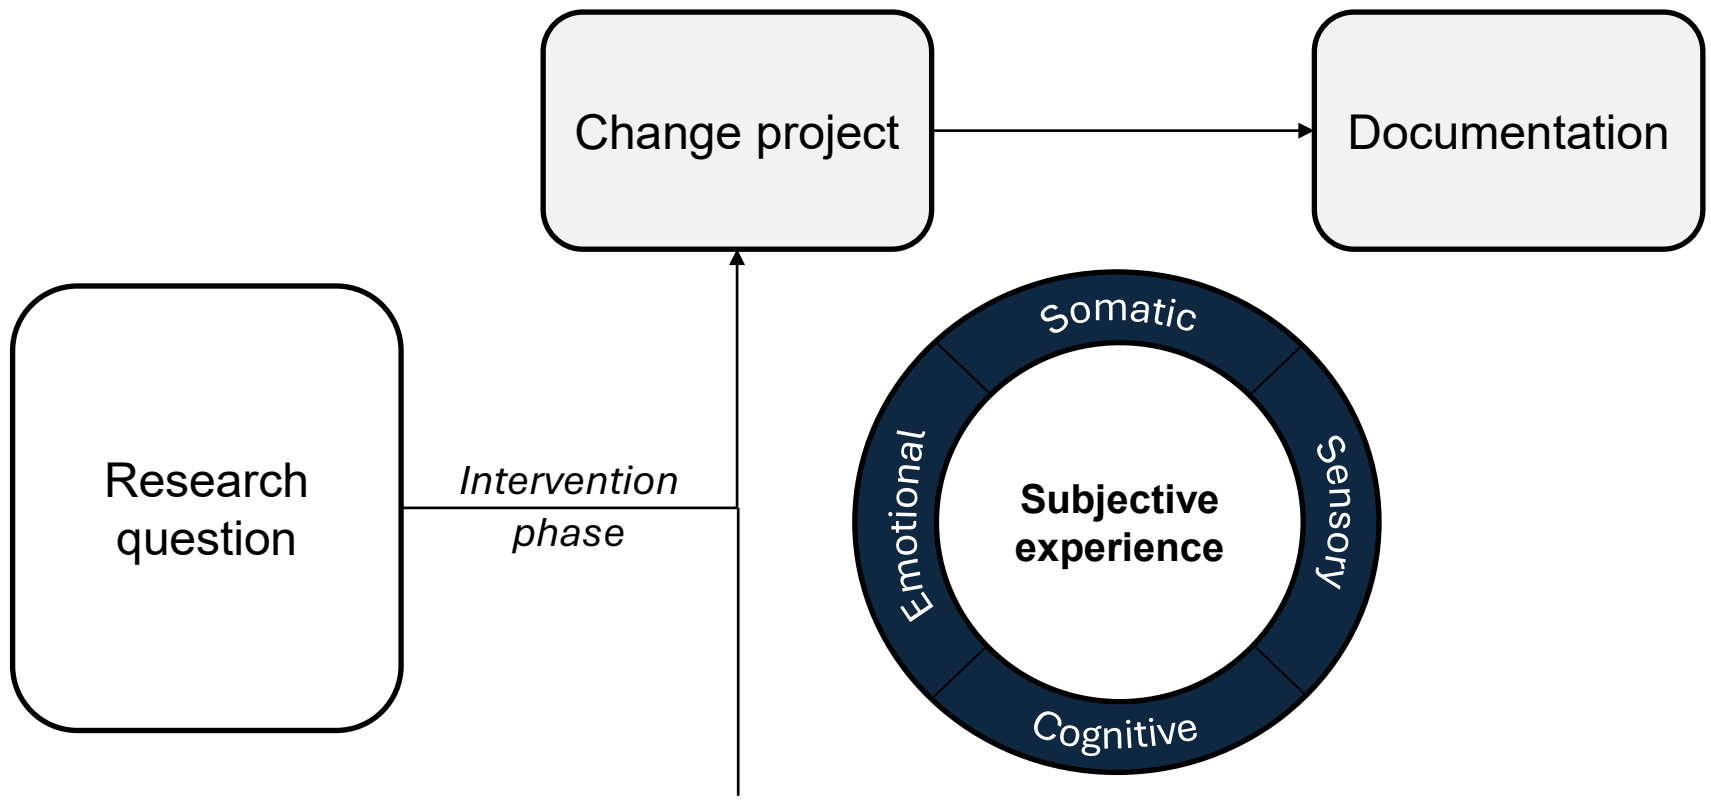 Change project
Documentation
Research
question
Intervention
phase
Somatic
Sensory
Emotional
Subjective
experience
Cognitive